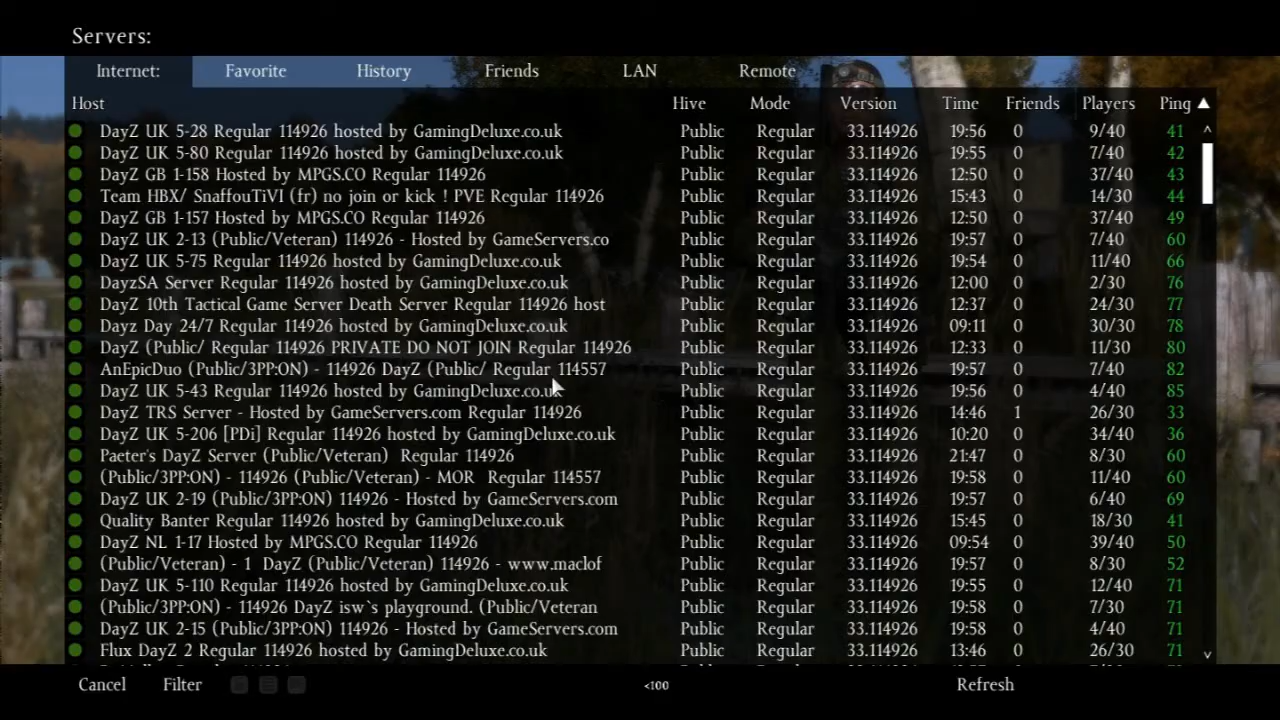 Servers:
Internet: Favorite History Friends LAN Remote
Host Hive Mode Version Time Friends Players Ping ▲
DayZ UK 5-28 Regular 114926 hosted by GamingDeluxe.co.uk Public Regular 33.114926 19:56 0 9/40 41
DayZ UK 5-80 Regular 114926 hosted by GamingDeluxe.co.uk Public Regular 33.114926 19:55 0 7/40 42
DayZ GB 1-158 Hosted by MPGS.CO Regular 114926 Public Regular 33.114926 12:50 0 37/40 43
Team HBX/ SnaffouTiVI (fr) no join or kick ! PVE Regular 114926 Public Regular 33.114926 15:43 0 14/30 44
DayZ GB 1-157 Hosted by MPGS.CO Regular 114926 Public Regular 33.114926 12:50 0 37/40 49
DayZ UK 2-13 (Public/Veteran) 114926 - Hosted by GameServers.co Public Regular 33.114926 19:57 0 7/40 60
DayZ UK 5-75 Regular 114926 hosted by GamingDeluxe.co.uk Public Regular 33.114926 19:54 0 11/40 66
DayzSA Server Regular 114926 hosted by GamingDeluxe.co.uk Public Regular 33.114926 12:00 0 2/30 76
DayZ 10th Tactical Game Server Death Server Regular 114926 host Public Regular 33.114926 12:37 0 24/30 77
Dayz Day 24/7 Regular 114926 hosted by GamingDeluxe.co.uk Public Regular 33.114926 09:11 0 30/30 78
DayZ (Public/ Regular 114926 PRIVATE DO NOT JOIN Regular 114926 Public Regular 33.114926 12:33 0 11/30 80
AnEpicDuo (Public/3PP:ON) - 114926 DayZ (Public/ Regular 114557 Public Regular 33.114926 19:57 0 7/40 82
DayZ UK 5-43 Regular 114926 hosted by GamingDeluxe.co.uk Public Regular 33.114926 19:56 0 4/40 85
DayZ TRS Server - Hosted by GameServers.com Regular 114926 Public Regular 33.114926 14:46 1 26/30 33
DayZ UK 5-206 [PDi] Regular 114926 hosted by GamingDeluxe.co.uk Public Regular 33.114926 10:20 0 34/40 36
Paeter's DayZ Server (Public/Veteran) Regular 114926 Public Regular 33.114926 21:47 0 8/30 60
(Public/3PP:ON) - 114926 (Public/Veteran) - MOR Regular 114557 Public Regular 33.114926 19:58 0 11/40 60
DayZ UK 2-19 (Public/3PP:ON) 114926 - Hosted by GameServers.com Public Regular 33.114926 19:57 0 6/40 69
Quality Banter Regular 114926 hosted by GamingDeluxe.co.uk Public Regular 33.114926 15:45 0 18/30 41
DayZ NL 1-17 Hosted by MPGS.CO Regular 114926 Public Regular 33.114926 09:54 0 39/40 50
(Public/Veteran) - 1 DayZ (Public/Veteran) 114926 - www.maclof Public Regular 33.114926 19:57 0 8/30 52
DayZ UK 5-110 Regular 114926 hosted by GamingDeluxe.co.uk Public Regular 33.114926 19:55 0 12/40 71
(Public/3PP:ON) - 114926 DayZ isw`s playground. (Public/Veteran Public Regular 33.114926 19:58 0 7/30 71
DayZ UK 2-15 (Public/3PP:ON) 114926 - Hosted by GameServers.com Public Regular 33.114926 19:58 0 4/40 71
Flux DayZ 2 Regular 114926 hosted by GamingDeluxe.co.uk Public Regular 33.114926 13:46 0 26/30 71
Cancel Filter <100 Refresh